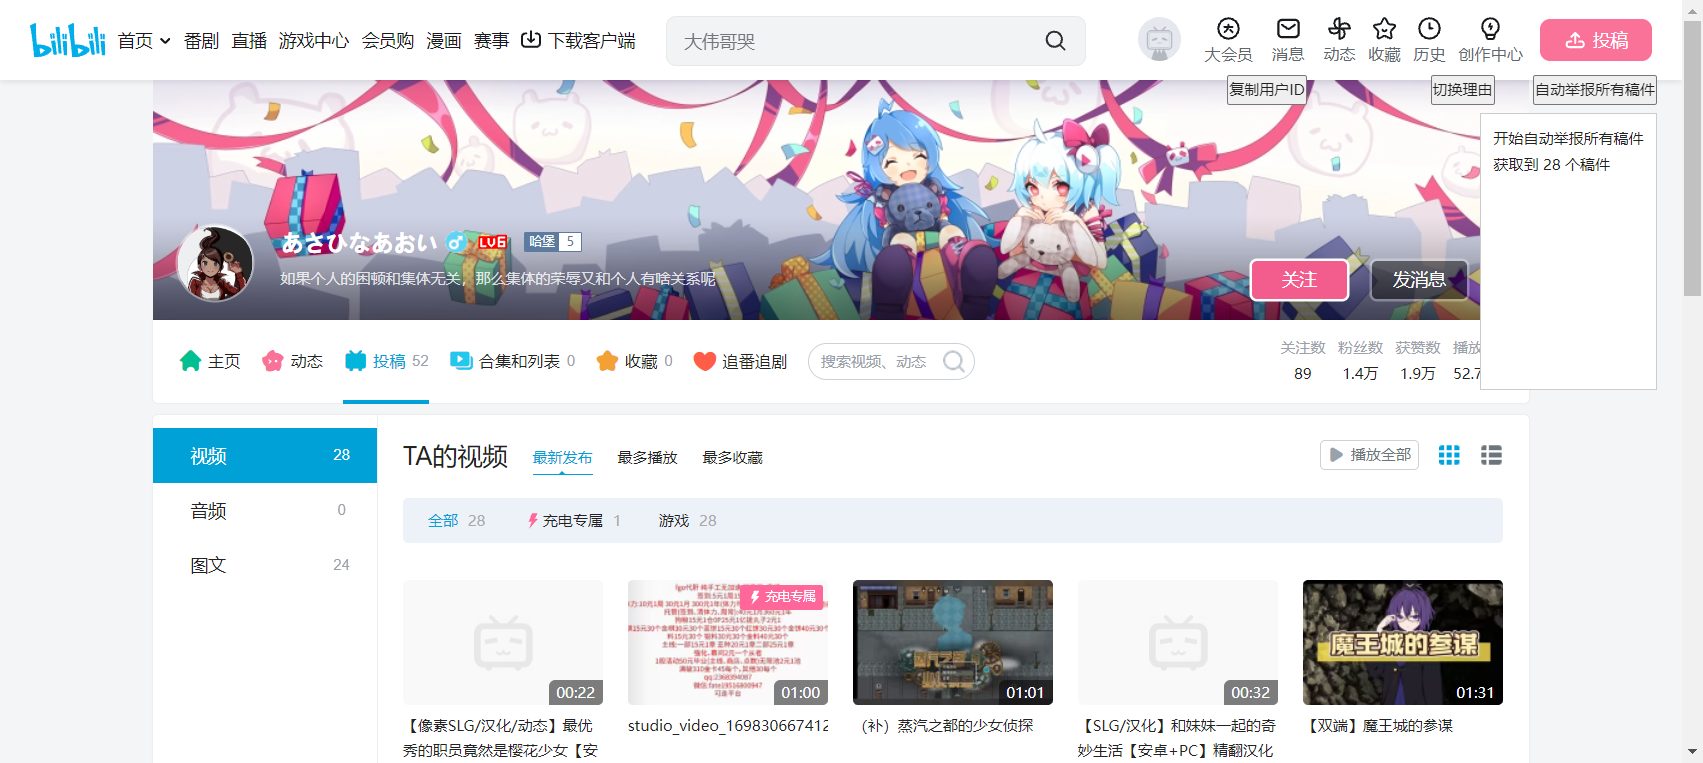 bilibili 首页 番剧 直播 游戏中心 会员购 漫画 赛事 下载客户端
大伟哥哭
大会员 消息 动态 收藏 历史 创作中心 投稿
复制用户ID 切换理由 自动举报所有稿件
开始自动举报所有稿件
获取到 28 个稿件
あさひなあおい LV6 哈堡 5
如果个人的困顿和集体无关，那么集体的荣辱又和个人有啥关系呢
关注 发消息
主页 动态 投稿 52 合集和列表 0 收藏 0 追番追剧
搜索视频、动态
关注数 粉丝数 获赞数 播放
89 1.4万 1.9万 52.7
视频 28
音频 0
图文 24
TA的视频 最新发布 最多播放 最多收藏 播放全部
全部 28 充电专属 1 游戏 28
00:22
充电专属
qq:2368394087
可走平台
01:00
01:01
00:32
魔王城的参谋
01:31
【像素SLG/汉化/动态】最优
秀的职员竟然是樱花少女【安
studio_video_169830667412
（补）蒸汽之都的少女侦探
【SLG/汉化】和妹妹一起的奇
妙生活【安卓+PC】精翻汉化
【双端】魔王城的参谋